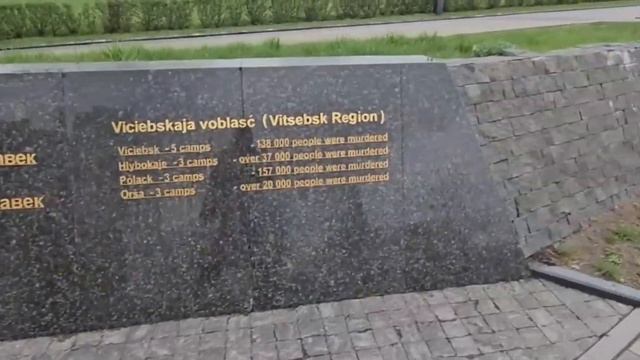 Viciebskaja voblasć (Vitsebsk Region)
Viciebsk - 5 camps - 138 000 people were murdered
Hlybokaje - 3 camps - over 37 000 people were murdered
Polack - 3 camps - 157 000 people were murdered
Orša - 3 camps - over 20 000 people were murdered
авек
авек